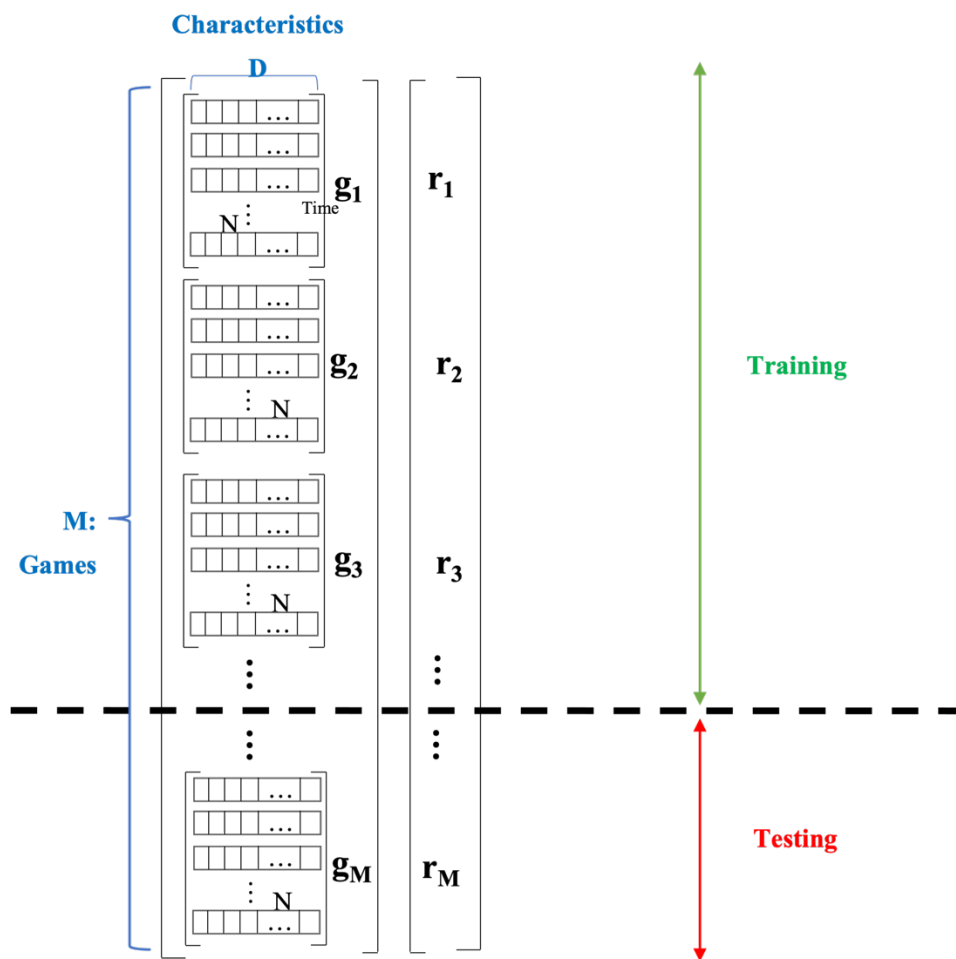 Characteristics
D
g1 r1
Time
N
...
g2 r2
Training
N
M:
Games
g3 r3
N
gM rM
Testing
N